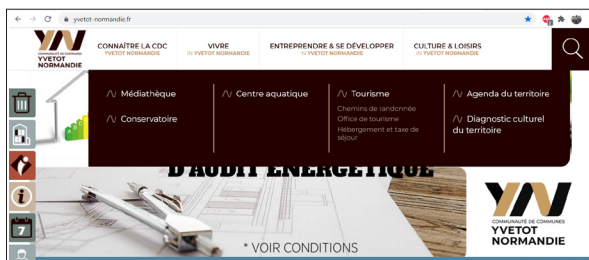 yvetot-normandie.fr
COMMUNAUTÉ DE COMMUNES
YVETOT
NORMANDIE
CONNAÎTRE LA CDC
YVETOT NORMANDIE
VIVRE
IN YVETOT NORMANDIE
ENTREPRENDRE & SE DÉVELOPPER
IN YVETOT NORMANDIE
CULTURE & LOISIRS
IN YVETOT NORMANDIE
Médiathèque
Conservatoire
Centre aquatique
Tourisme
Chemins de randonnée
Office de tourisme
Hébergement et taxe de
séjour
Agenda du territoire
Diagnostic culturel
du territoire
D'AUDIT ÉNERGÉTIQUE
* VOIR CONDITIONS
7
COMMUNAUTÉ DE COMMUNES
YVETOT
NORMANDIE